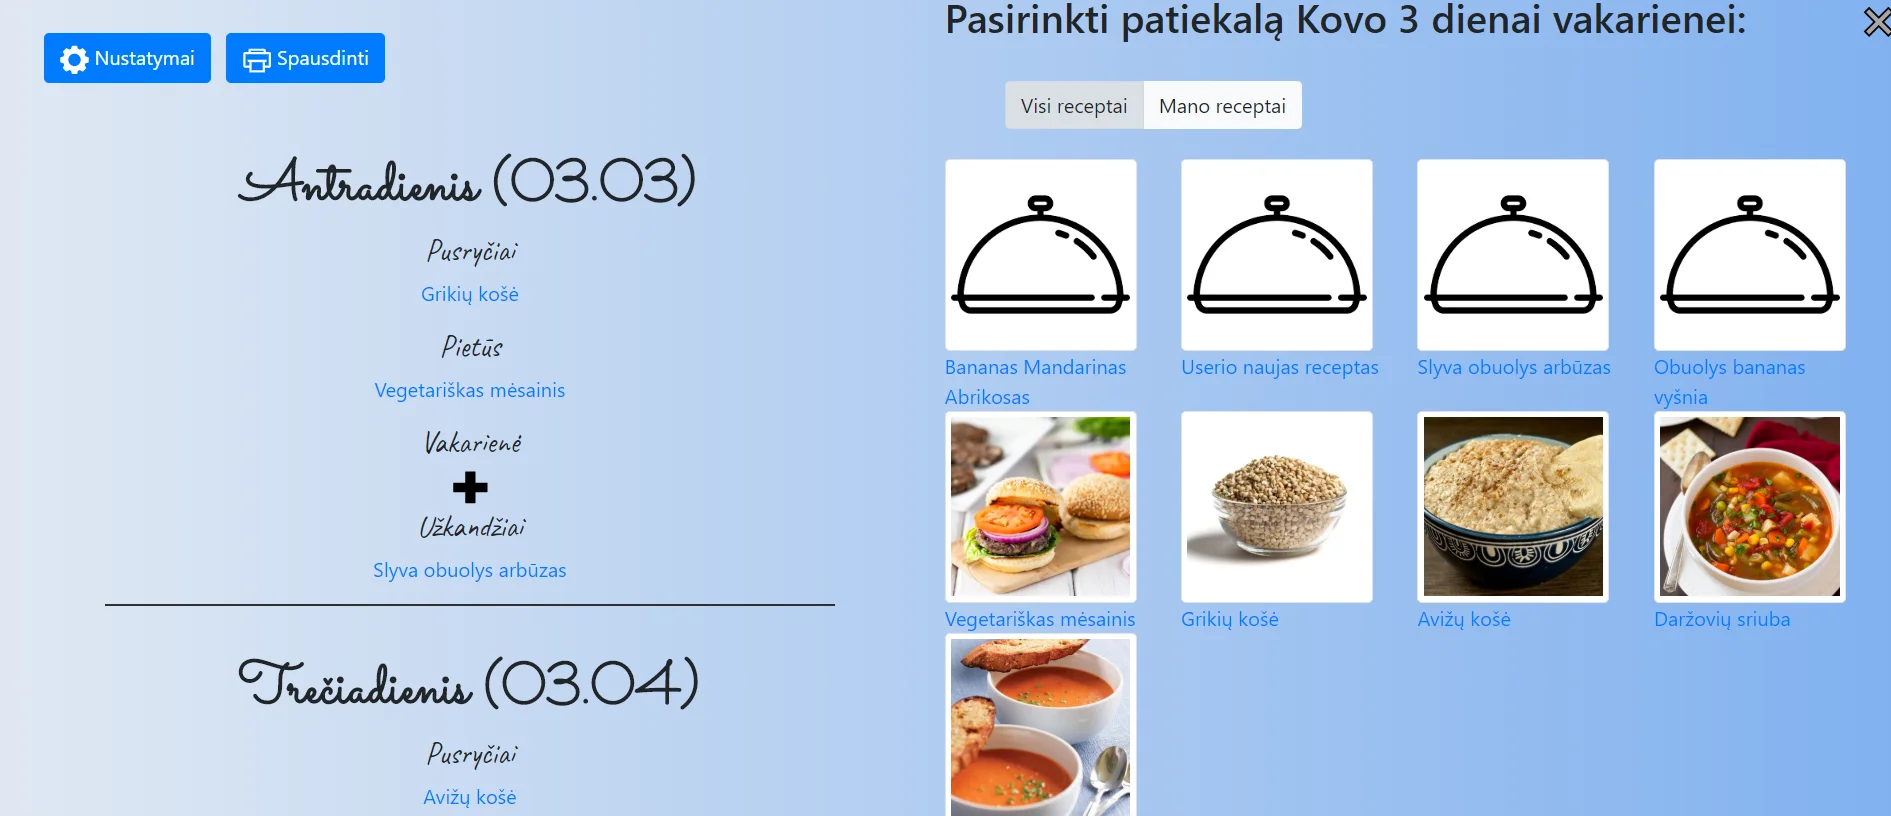 Nustatymai
Spausdinti
Antradienis (03.03)
Pusryčiai
Grikių košė
Pietūs
Vegetariškas mėsainis
Vakarienė
Užkandžiai
Slyva obuolys arbūzas
Trečiadienis (03.04)
Pusryčiai
Avižų košė
Pasirinkti patiekalą Kovo 3 dienai vakarienei:
Visi receptai
Mano receptai
Bananas Mandarinas
Abrikosas
Userio naujas receptas
Slyva obuolys arbūzas
Obuolys bananas
vyšnia
Vegetariškas mėsainis
Grikių košė
Avižų košė
Daržovių sriuba